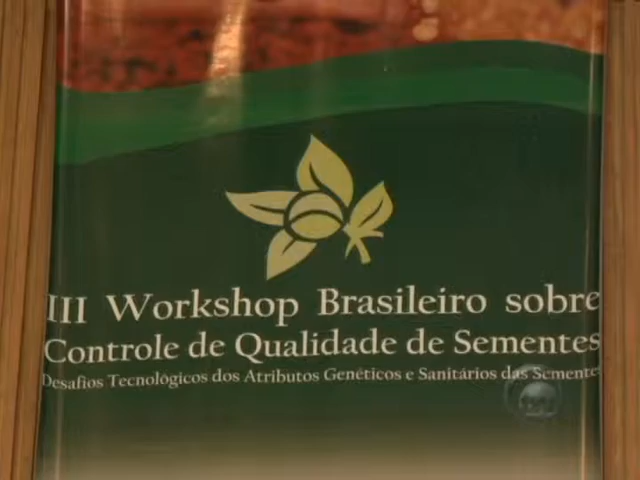 III Workshop Brasileiro sobre
Controle de Qualidade de Sementes
Desafios Tecnológicos dos Atributos Genéticos e Sanitários das Sementes